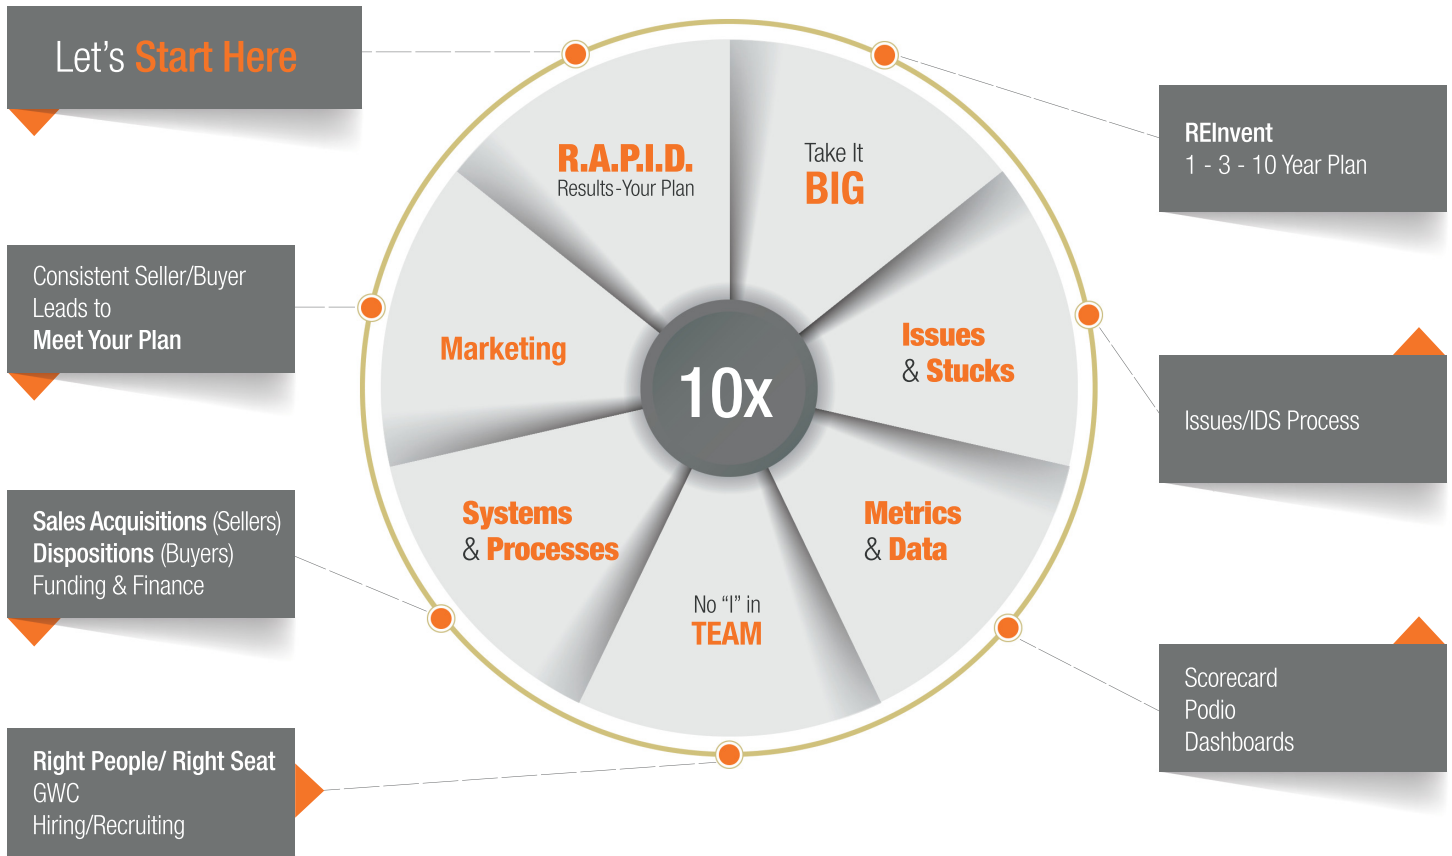 Let's Start Here
R.A.P.I.D.
Results-Your Plan
Take It
BIG
REInvent
1 - 3 - 10 Year Plan
Consistent Seller/Buyer
Leads to
Meet Your Plan
Marketing
10x
Issues
& Stucks
Issues/IDS Process
Sales Acquisitions (Sellers)
Dispositions (Buyers)
Funding & Finance
Systems
& Processes
Metrics
& Data
No “I” in
TEAM
Scorecard
Podio
Dashboards
Right People/ Right Seat
GWC
Hiring/Recruiting